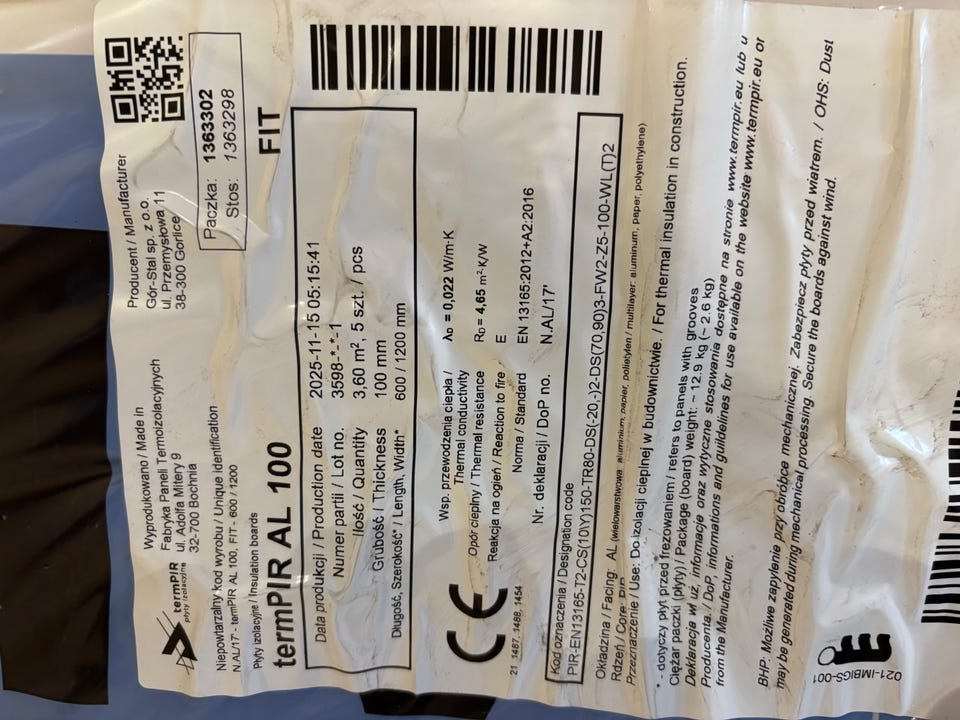 termPIR
płyty izolacyjne
Wyprodukowano / Made in
Fabryka Paneli Termoizolacyjnych
ul. Adolfa Mitery 9
32-700 Bochnia
Producent / Manufacturer
Gór-Stal sp. z o.o.
ul. Przemysłowa 11
38-300 Gorlice
Paczka: 1363302
Stos: 1363298
Niepowtarzalny kod wyrobu / Unique Identification
N.AL/17'- termPIR AL 100, FIT - 600 / 1200
Płyty izolacyjne / Insulation boards
termPIR AL 100
FIT
Data produkcji / Production date 2025-11-15 05:15:41
Numer partii / Lot no. 3598-*-*-1
Ilość / Quantity 3,60 m², 5 szt. / pcs
Grubość / Thickness 100 mm
Długość, Szerokość* / Length, Width* 600 / 1200 mm
CE
21 1487, 1488, 1454
Wsp. przewodzenia ciepła /
Thermal conductivity λD = 0,022 W/m·K
Opór cieplny / Thermal resistance RD = 4,65 m²·K/W
Reakcja na ogień / Reaction to fire E
Norma / Standard EN 13165:2012+A2:2016
Nr. deklaracji / DoP no. N.AL/17'
Kod oznaczenia / Designation code
PIR-EN13165-T2-CS(10\Y)150-TR80-DS(-20,-)2-DS(70,90)3-FW2-Z5-100-WL(T)2
Okładzina / Facing: AL (wielowarstwowa: aluminium, papier, polietylen / multilayer: aluminum, paper, polyethylene)
Rdzeń / Core: PIR
Przeznaczenie / Use: Do izolacji cieplnej w budownictwie. / For thermal insulation in construction.
* - dotyczy płyt przed frezowaniem / refers to panels with grooves
Ciężar paczki (płyty) / Package (board) weight: ~ 12.9 kg (~ 2.6 kg)
Deklaracja wł uż, informacje oraz wytyczne stosowania dostępne na stronie www.termpir.eu lub u
Producenta. / DoP, informations and guidelines for use available on the website www.termpir.eu or
from the Manufacturer.
BHP: Możliwe zapylenie przy obróbce mechanicznej. Zabezpiecz płyty przed wiatrem. / OHS: Dust
may be generated during mechanical processing. Secure the boards against wind.
021-IMBIGS-001